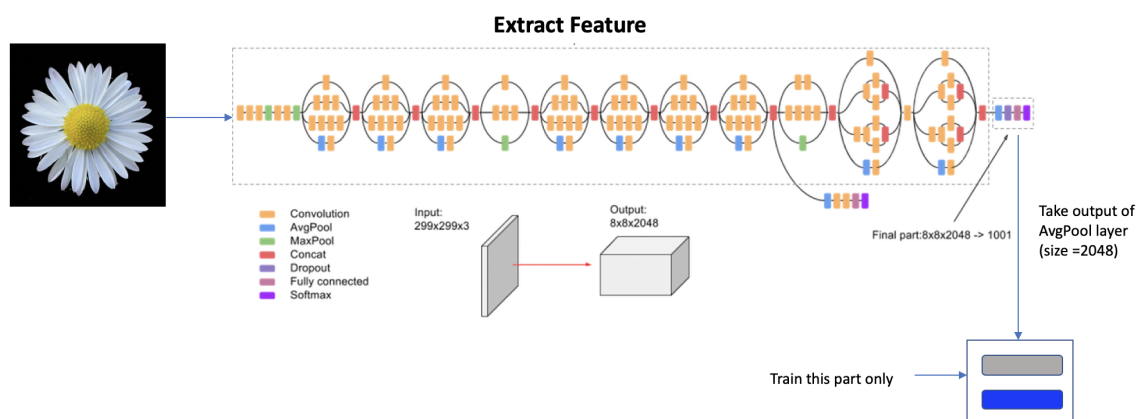 Extract Feature
Convolution
AvgPool
MaxPool
Concat
Dropout
Fully connected
Softmax
Input:
299x299x3
Output:
8x8x2048
Final part:8x8x2048 -> 1001
Take output of
AvgPool layer
(size =2048)
Train this part only